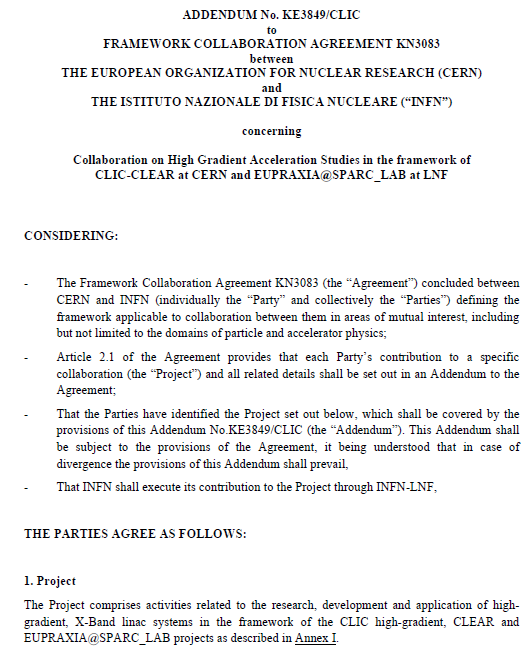 ADDENDUM No. KE3849/CLIC
to
FRAMEWORK COLLABORATION AGREEMENT KN3083
between
THE EUROPEAN ORGANIZATION FOR NUCLEAR RESEARCH (CERN)
and
THE ISTITUTO NAZIONALE DI FISICA NUCLEARE (“INFN”)
concerning
Collaboration on High Gradient Acceleration Studies in the framework of
CLIC-CLEAR at CERN and EUPRAXIA@SPARC_LAB at LNF
CONSIDERING:
- The Framework Collaboration Agreement KN3083 (the “Agreement”) concluded between
CERN and INFN (individually the “Party” and collectively the “Parties”) defining the
framework applicable to collaboration between them in areas of mutual interest, including
but not limited to the domains of particle and accelerator physics;
- Article 2.1 of the Agreement provides that each Party’s contribution to a specific
collaboration (the “Project”) and all related details shall be set out in an Addendum to the
Agreement;
- That the Parties have identified the Project set out below, which shall be covered by the
provisions of this Addendum No.KE3849/CLIC (the “Addendum”). This Addendum shall
be subject to the provisions of the Agreement, it being understood that in case of
divergence the provisions of this Addendum shall prevail,
- That INFN shall execute its contribution to the Project through INFN-LNF,
THE PARTIES AGREE AS FOLLOWS:
1. Project
The Project comprises activities related to the research, development and application of high-
gradient, X-Band linac systems in the framework of the CLIC high-gradient, CLEAR and
EUPRAXIA@SPARC_LAB projects as described in Annex I.